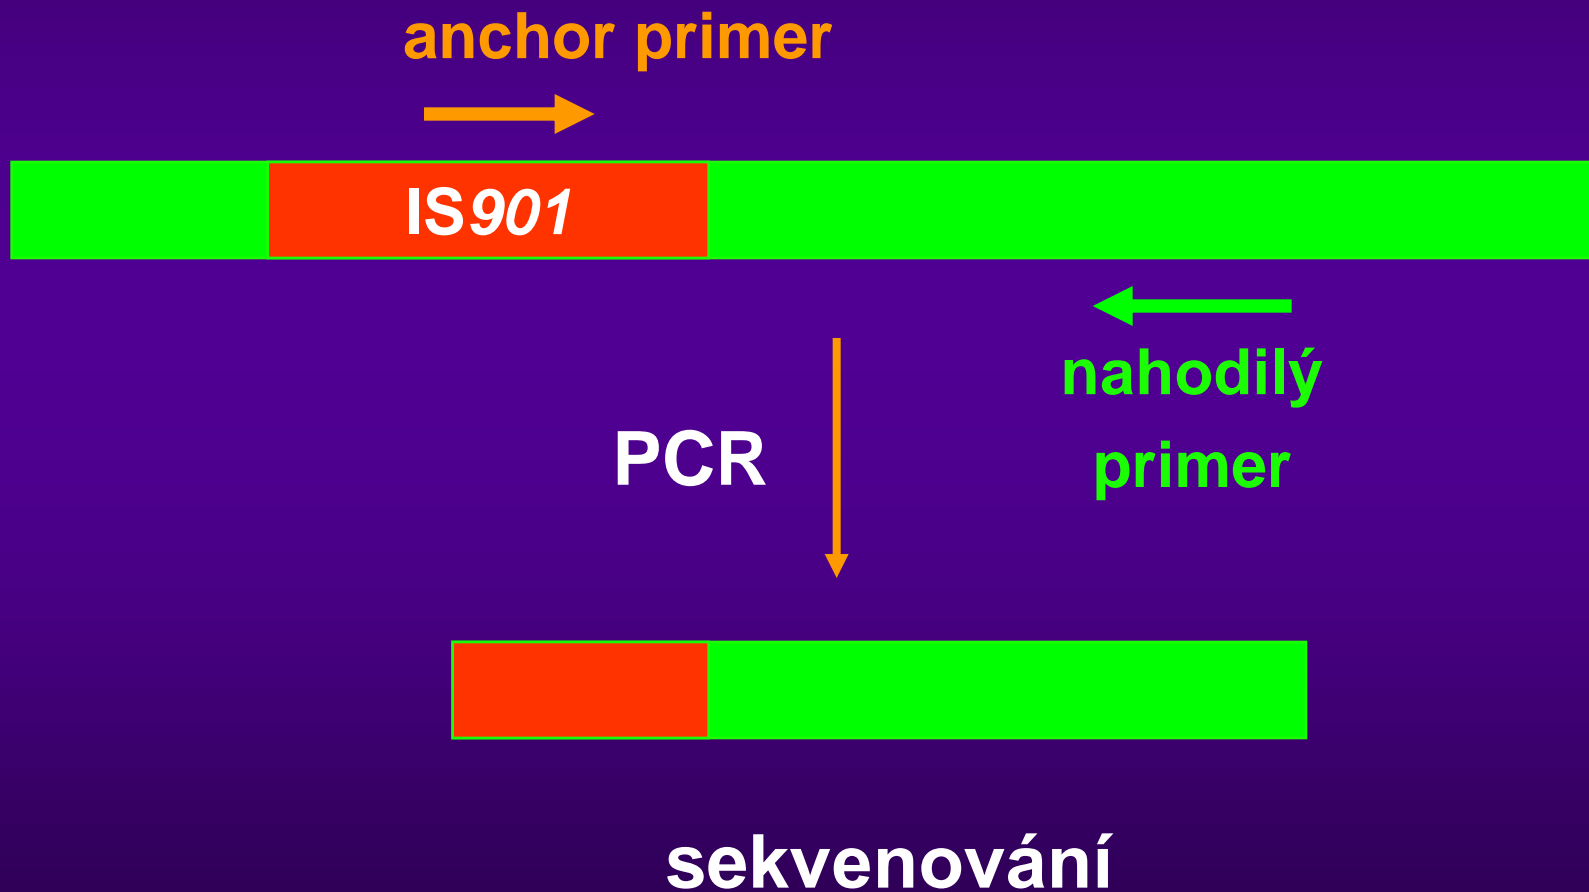 anchor primer
IS901
nahodilý
primer
PCR
sekvenování